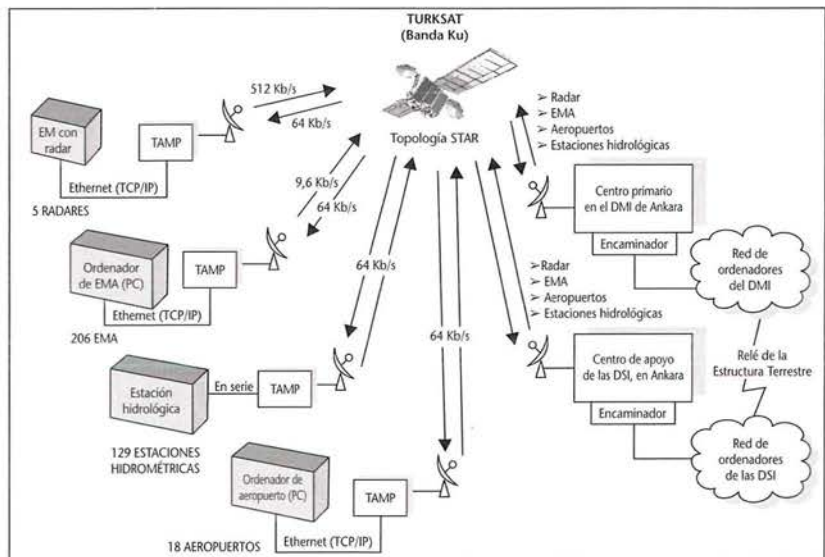 TURKSAT
(Banda Ku)
512 Kb/s
64 Kb/s
EM con
radar
TAMP
Ethernet (TCP/IP)
5 RADARES
Topología STAR
➢ Radar
➢ EMA
➢ Aeropuertos
➢ Estaciones hidrológicas
9,6 Kb/s
64 Kb/s
Ordenador
de EMA (PC)
TAMP
Ethernet (TCP/IP)
206 EMA
Centro primario
en el DMI de Ankara
Encaminador
Red de
ordenadores
del DMI
64 Kb/s
➢Radar
➢ EMA
➢ Aeropuertos
➢ Estaciones hidrológicas
Estación
hidrológica
En serie
TAMP
129 ESTACIONES
HIDROMÉTRICAS
64 Kb/s
Centro de apoyo
de las DSI, en Ankara
Encaminador
Relé de la
Estructura Terrestre
Red de
ordenadores
de las DSI
Ordenador de
aeropuerto (PC)
TAMP
Ethernet (TCP/IP)
18 AEROPUERTOS